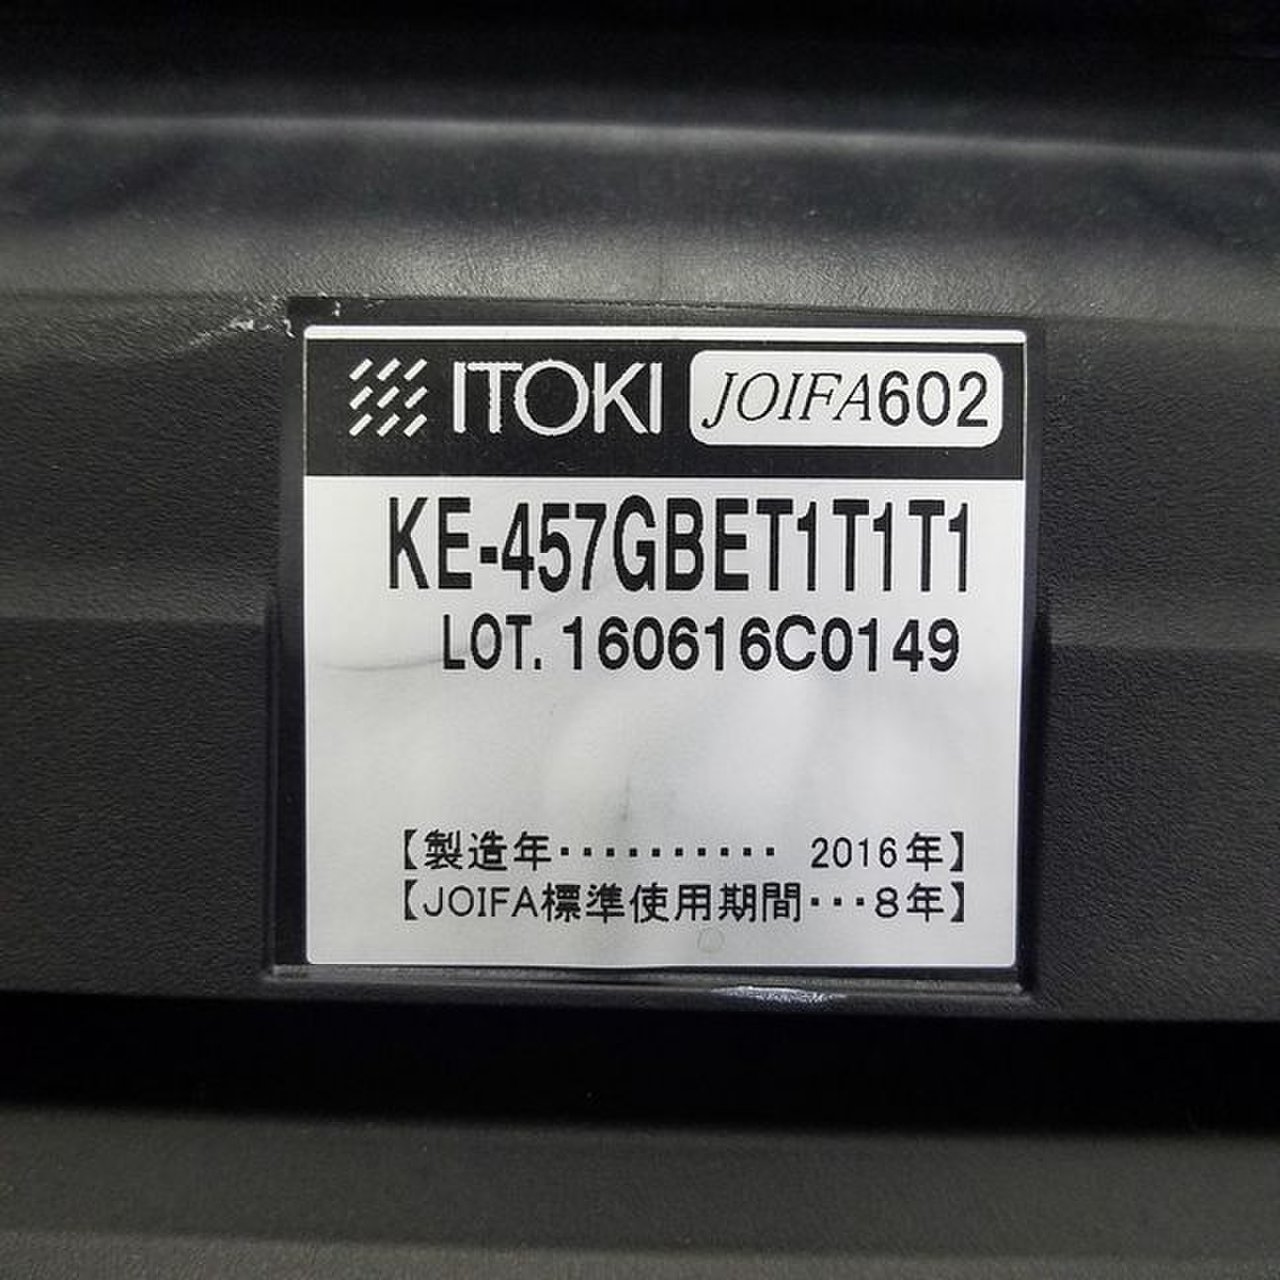 ITOKI JOIFA602
KE-457GBET1T1T1
LOT. 160616C0149
【製造年･･････････ 2016年】
【JOIFA標準使用期間･･･8年】